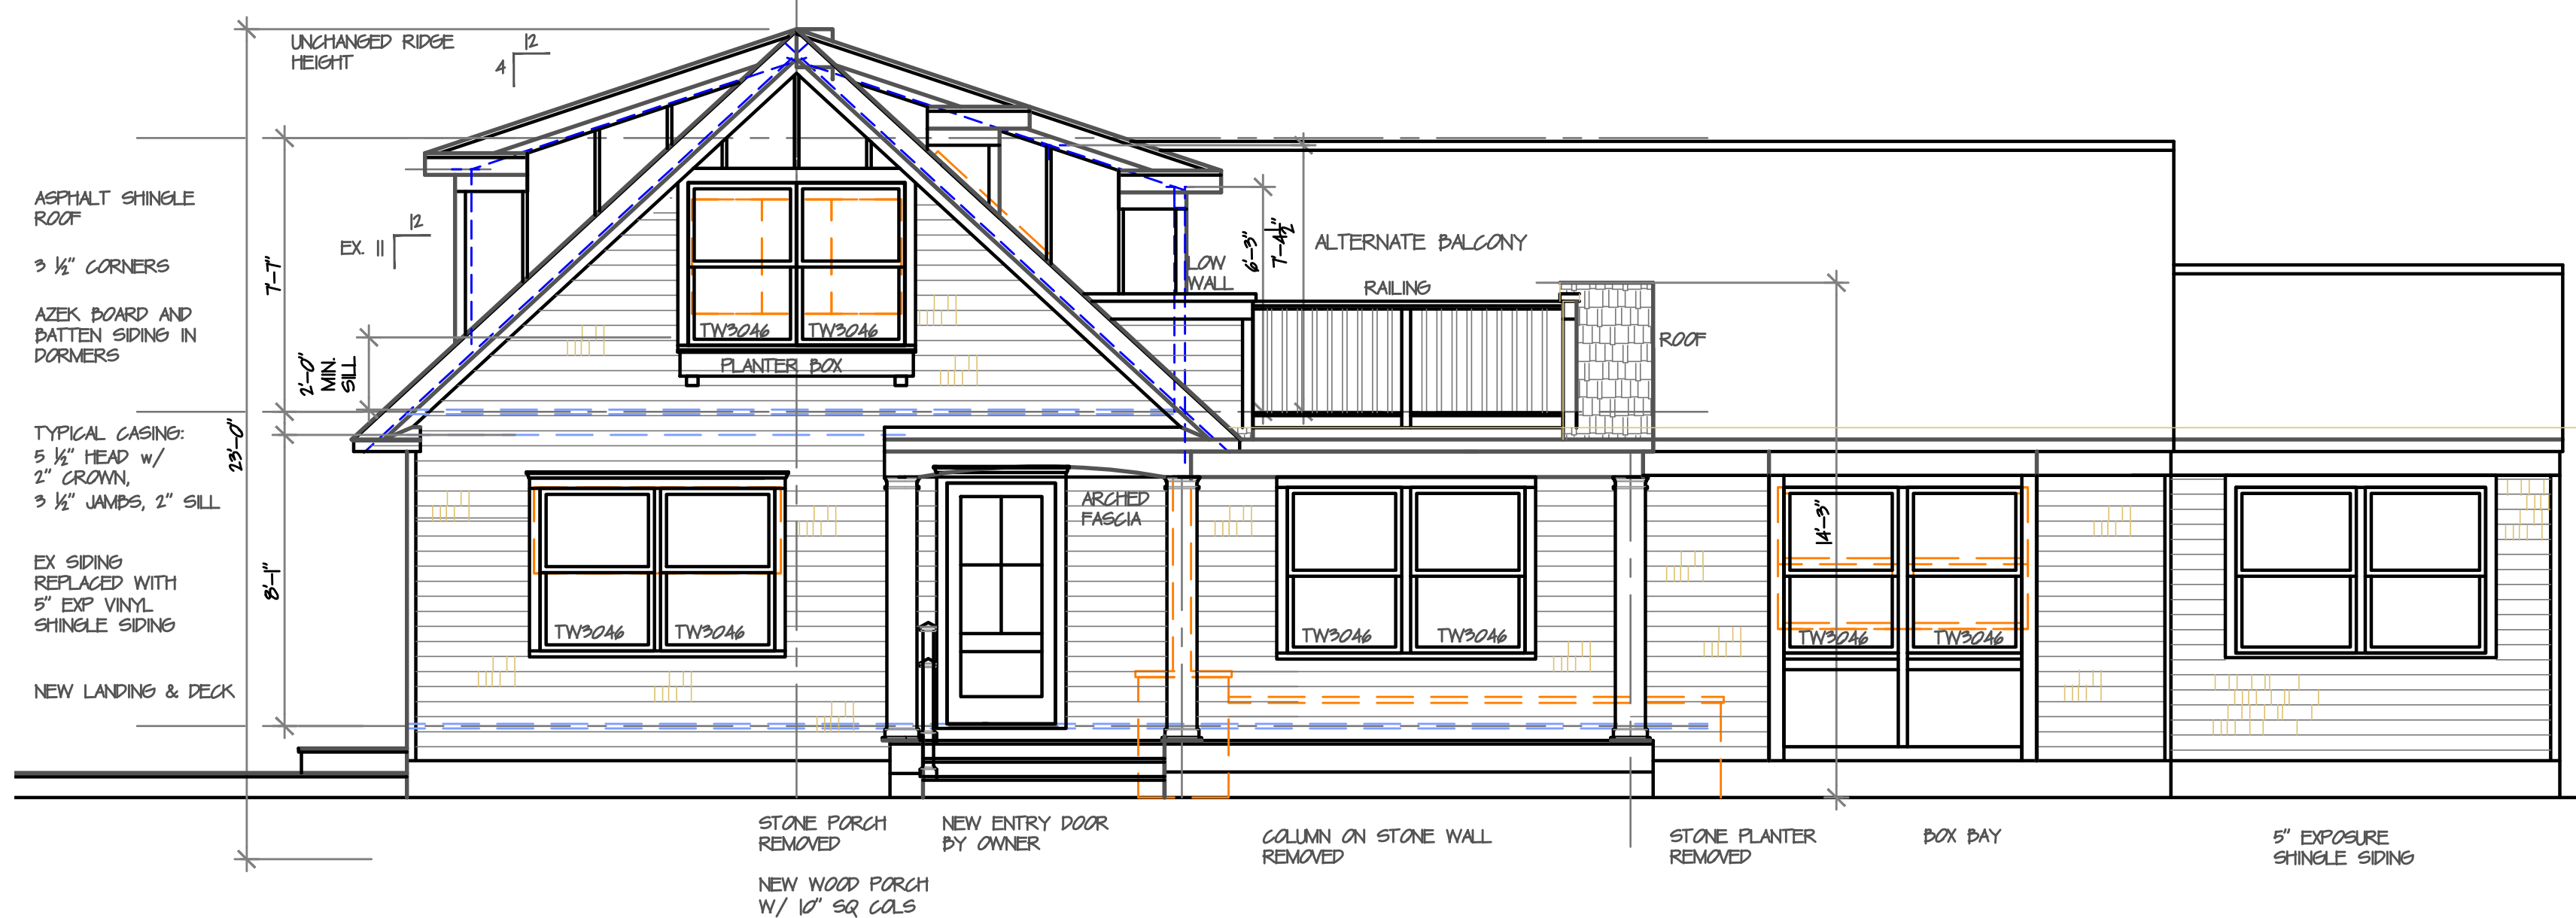 UNCHANGED RIDGE
HEIGHT
12
4
ASPHALT SHINGLE
ROOF
3 ½" CORNERS
AZEK BOARD AND
BATTEN SIDING IN
DORMERS
12
EX. 11
7'-7"
2'-0"
MIN.
SILL
23'-0"
8'-1"
TYPICAL CASING:
5 ½" HEAD w/
2" CROWN,
3 ½" JAMBS, 2" SILL
EX SIDING
REPLACED WITH
5" EXP VINYL
SHINGLE SIDING
NEW LANDING & DECK
TW3046
TW3046
PLANTER BOX
LOW
WALL
6'-3"
7'-4½"
ALTERNATE BALCONY
RAILING
ROOF
ARCHED
FASCIA
14'-3"
TW3046
TW3046
TW3046
TW3046
TW3046
TW3046
STONE PORCH
REMOVED
NEW WOOD PORCH
W/ 10" SQ COLS
NEW ENTRY DOOR
BY OWNER
COLUMN ON STONE WALL
REMOVED
STONE PLANTER
REMOVED
BOX BAY
5" EXPOSURE
SHINGLE SIDING